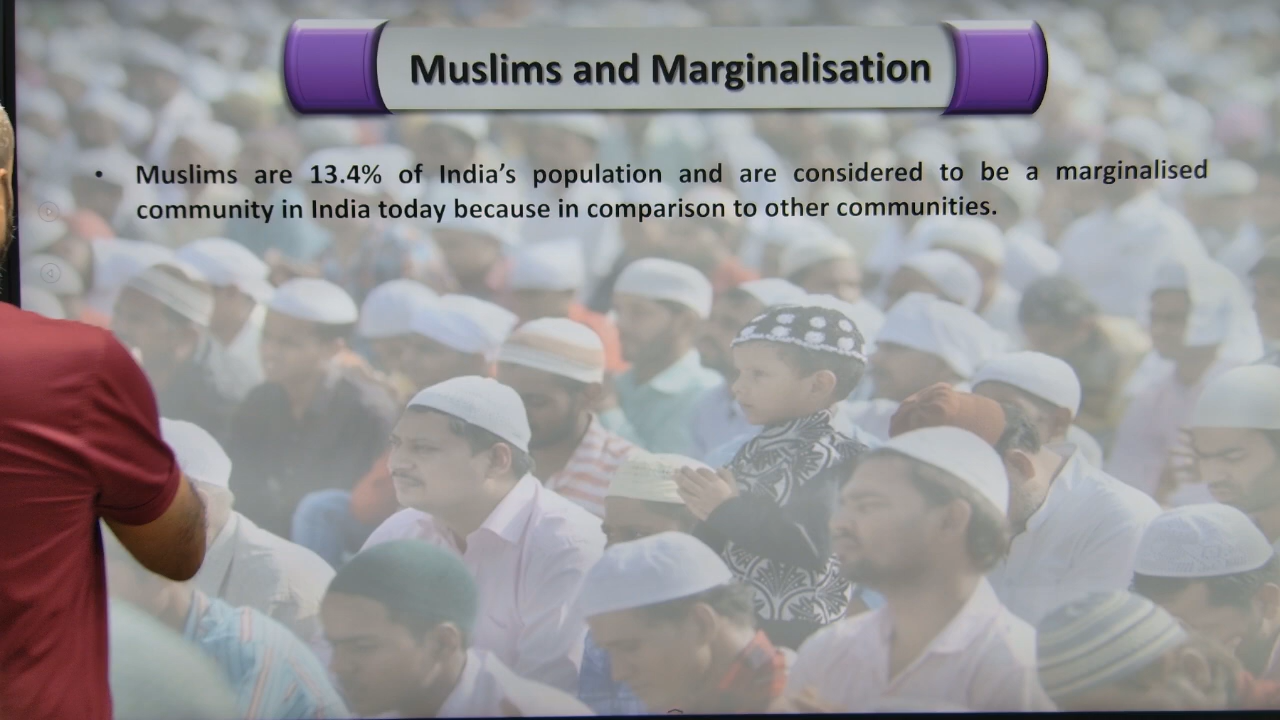 Muslims and Marginalisation
• Muslims are 13.4% of India’s population and are considered to be a marginalised
community in India today because in comparison to other communities.